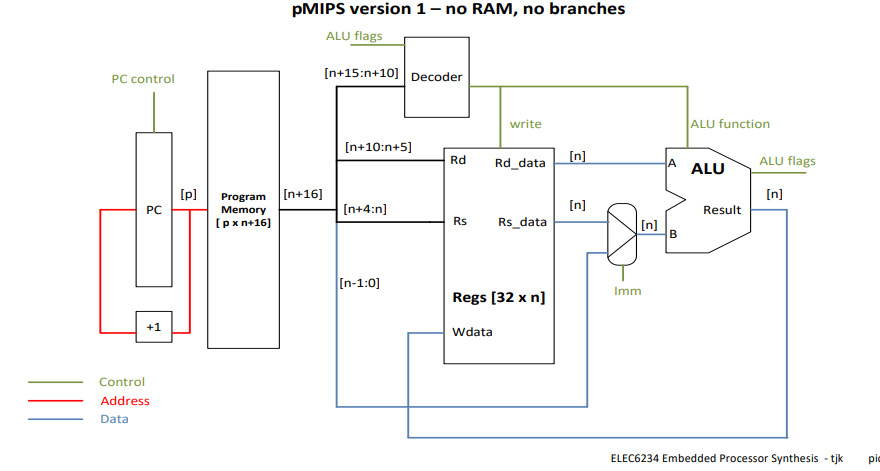 pMIPS version 1 – no RAM, no branches
ALU flags
[n+15:n+10]
Decoder
PC control
write
ALU function
[n+10:n+5]
Rd
Rd_data
[n]
A
ALU
ALU flags
[p]
Program
Memory
[ p x n+16]
[n+16]
PC
[n+4:n]
Rs
Rs_data
[n]
[n]
B
Result
[n]
[n-1:0]
Imm
Regs [32 x n]
+1
Wdata
Control
Address
Data
ELEC6234 Embedded Processor Synthesis - tjk